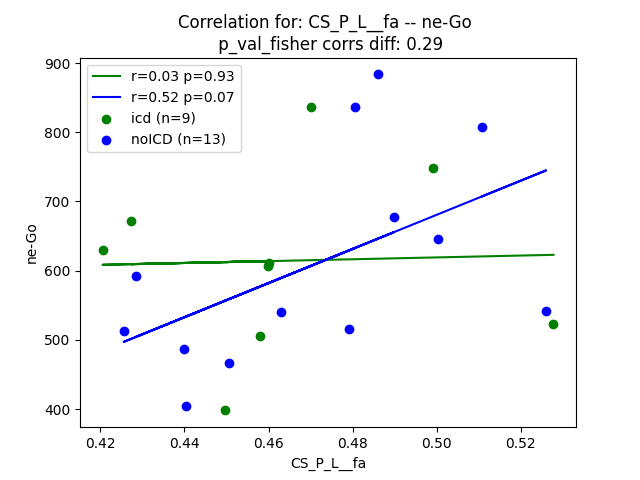 Correlation for: CS_P_L__fa -- ne-Go
p_val_fisher corrs diff: 0.29
r=0.03 p=0.93
r=0.52 p=0.07
icd (n=9)
noICD (n=13)
ne-Go
900
800
700
600
500
400
0.42 0.44 0.46 0.48 0.50 0.52
CS_P_L__fa